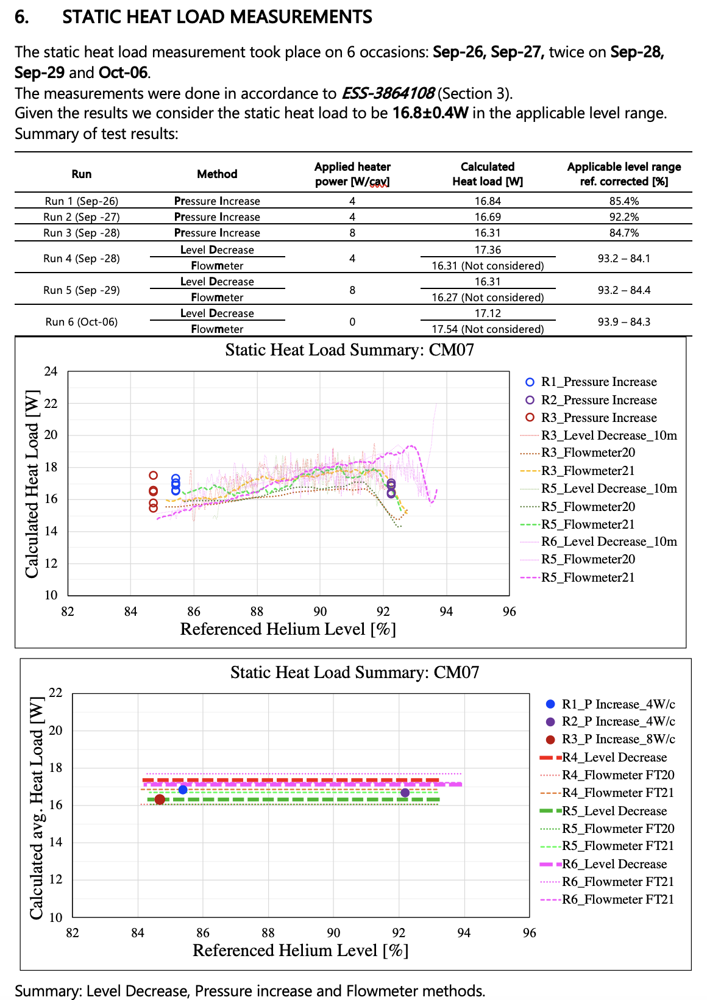 6. STATIC HEAT LOAD MEASUREMENTS
The static heat load measurement took place on 6 occasions: Sep-26, Sep-27, twice on Sep-28,
Sep-29 and Oct-06.
The measurements were done in accordance to ESS-3864108 (Section 3).
Given the results we consider the static heat load to be 16.8±0.4W in the applicable level range.
Summary of test results:
Run Method Applied heater power [W/cav] Calculated Heat load [W] Applicable level range ref. corrected [%]
Run 1 (Sep-26) Pressure Increase 4 16.84 85.4%
Run 2 (Sep -27) Pressure Increase 4 16.69 92.2%
Run 3 (Sep -28) Pressure Increase 8 16.31 84.7%
Run 4 (Sep -28) Level Decrease 4 17.36 93.2 – 84.1
Flowmeter 16.31 (Not considered)
Run 5 (Sep -29) Level Decrease 8 16.31 93.2 – 84.4
Flowmeter 16.27 (Not considered)
Run 6 (Oct-06) Level Decrease 0 17.12 93.9 – 84.3
Flowmeter 17.54 (Not considered)
Static Heat Load Summary: CM07
Calculated Heat Load [W]
24
22
20
18
16
14
12
10
82 84 86 88 90 92 94 96
Referenced Helium Level [%]
R1_Pressure Increase
R2_Pressure Increase
R3_Pressure Increase
R3_Level Decrease_10m
R3_Flowmeter20
R3_Flowmeter21
R5_Level Decrease_10m
R5_Flowmeter20
R5_Flowmeter21
R6_Level Decrease_10m
R5_Flowmeter20
R5_Flowmeter21
Static Heat Load Summary: CM07
Calculated avg. Heat Load [W]
22
20
18
16
14
12
10
82 84 86 88 90 92 94 96
Referenced Helium Level [%]
R1_P Increase_4W/c
R2_P Increase_4W/c
R3_P Increase_8W/c
R4_Level Decrease
R4_Flowmeter FT20
R4_Flowmeter FT21
R5_Level Decrease
R5_Flowmeter FT20
R5_Flowmeter FT21
R6_Level Decrease
R6_Flowmeter FT21
R6_Flowmeter FT21
Summary: Level Decrease, Pressure increase and Flowmeter methods.